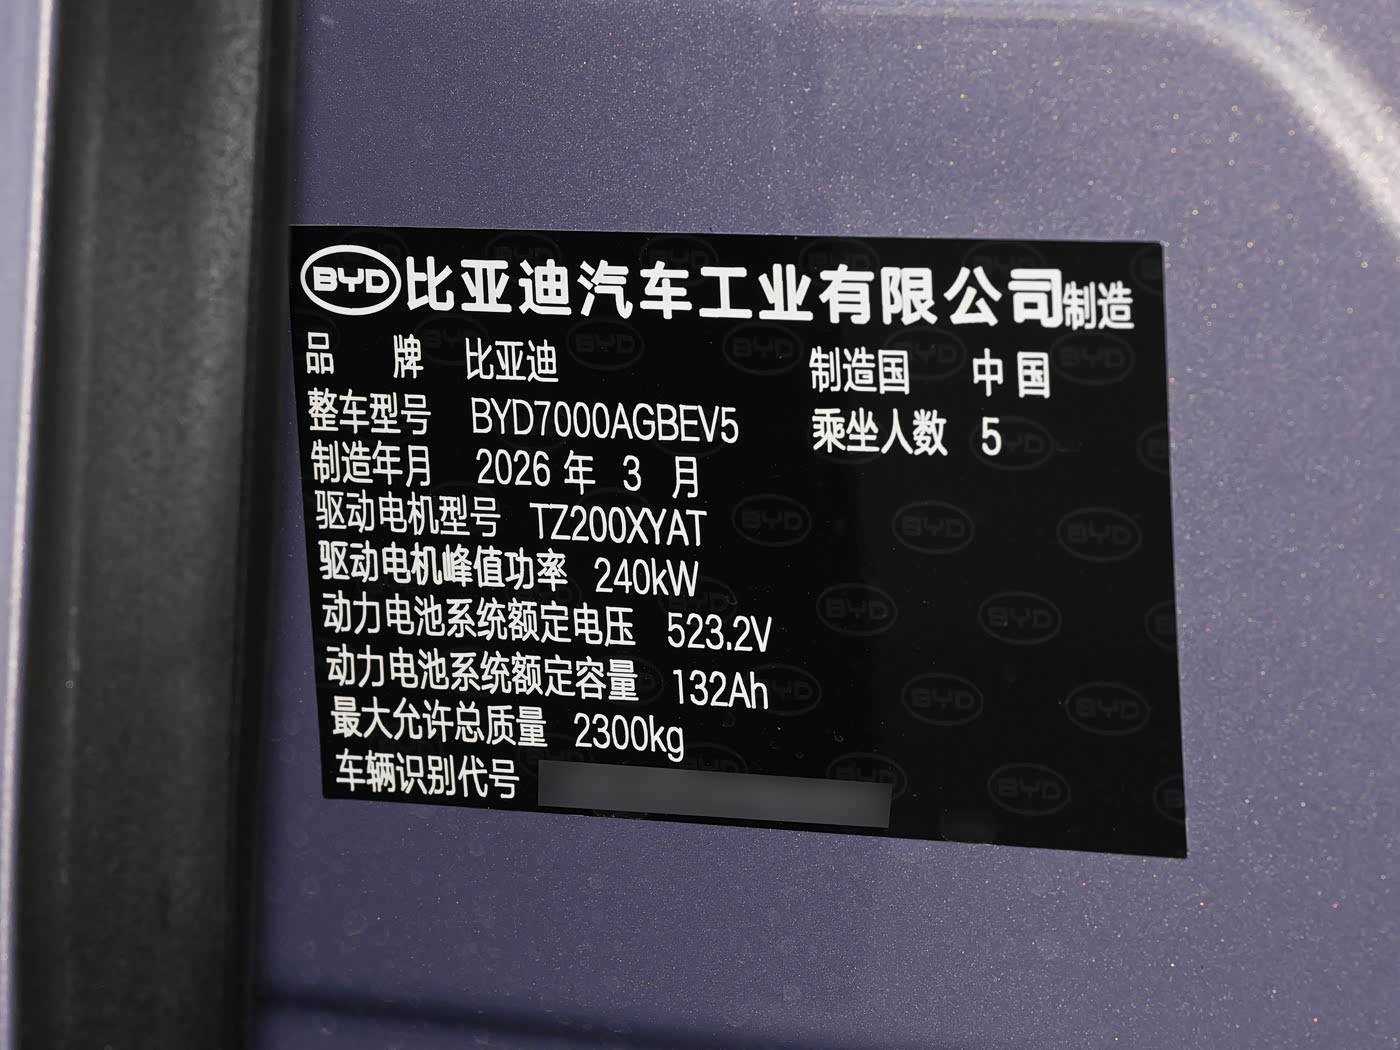 BYD 比亚迪汽车工业有限公司制造
品 牌 比亚迪 制造国 中国
整车型号 BYD7000AGBEV5 乘坐人数 5
制造年月 2026 年 3 月
驱动电机型号 TZ200XYAT
驱动电机峰值功率 240kW
动力电池系统额定电压 523.2V
动力电池系统额定容量 132Ah
最大允许总质量 2300kg
车辆识别代号